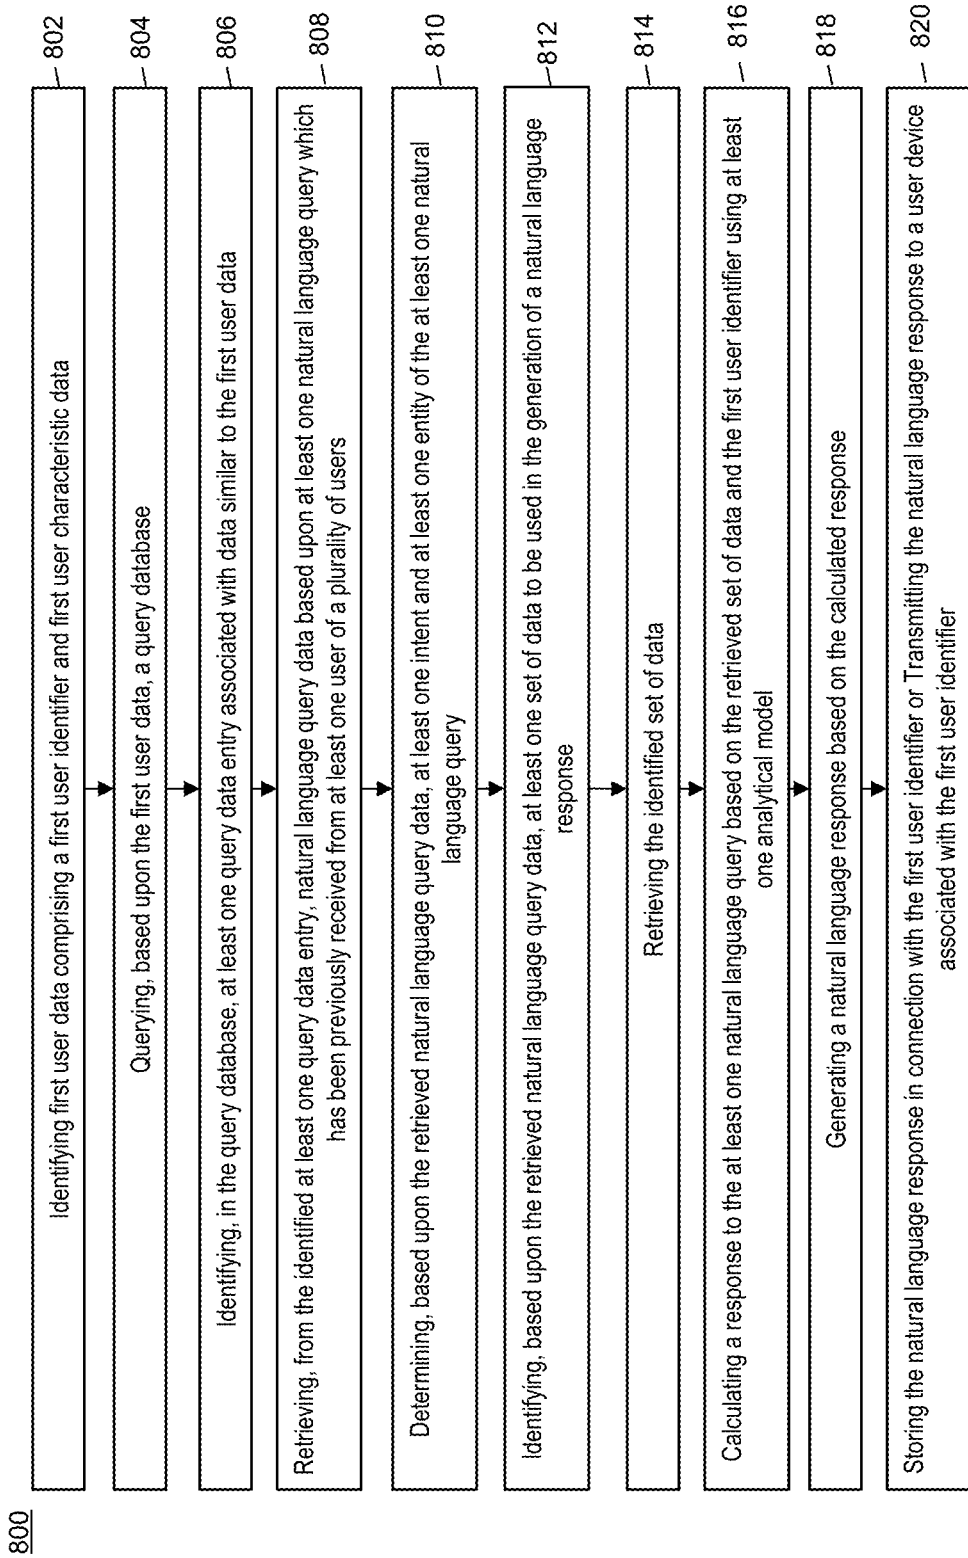 800
Identifying first user data comprising a first user identifier and first user characteristic data
802
Querying, based upon the first user data, a query database
804
Identifying, in the query database, at least one query data entry associated with data similar to the first user data
806
Retrieving, from the identified at least one query data entry, natural language query data based upon at least one natural language query which
has been previously received from at least one user of a plurality of users
808
Determining, based upon the retrieved natural language query data, at least one intent and at least one entity of the at least one natural
language query
810
Identifying, based upon the retrieved natural language query data, at least one set of data to be used in the generation of a natural language
response
812
Retrieving the identified set of data
814
Calculating a response to the at least one natural language query based on the retrieved set of data and the first user identifier using at least
one analytical model
816
Generating a natural language response based on the calculated response
818
Storing the natural language response in connection with the first user identifier or Transmitting the natural language response to a user device
associated with the first user identifier
820